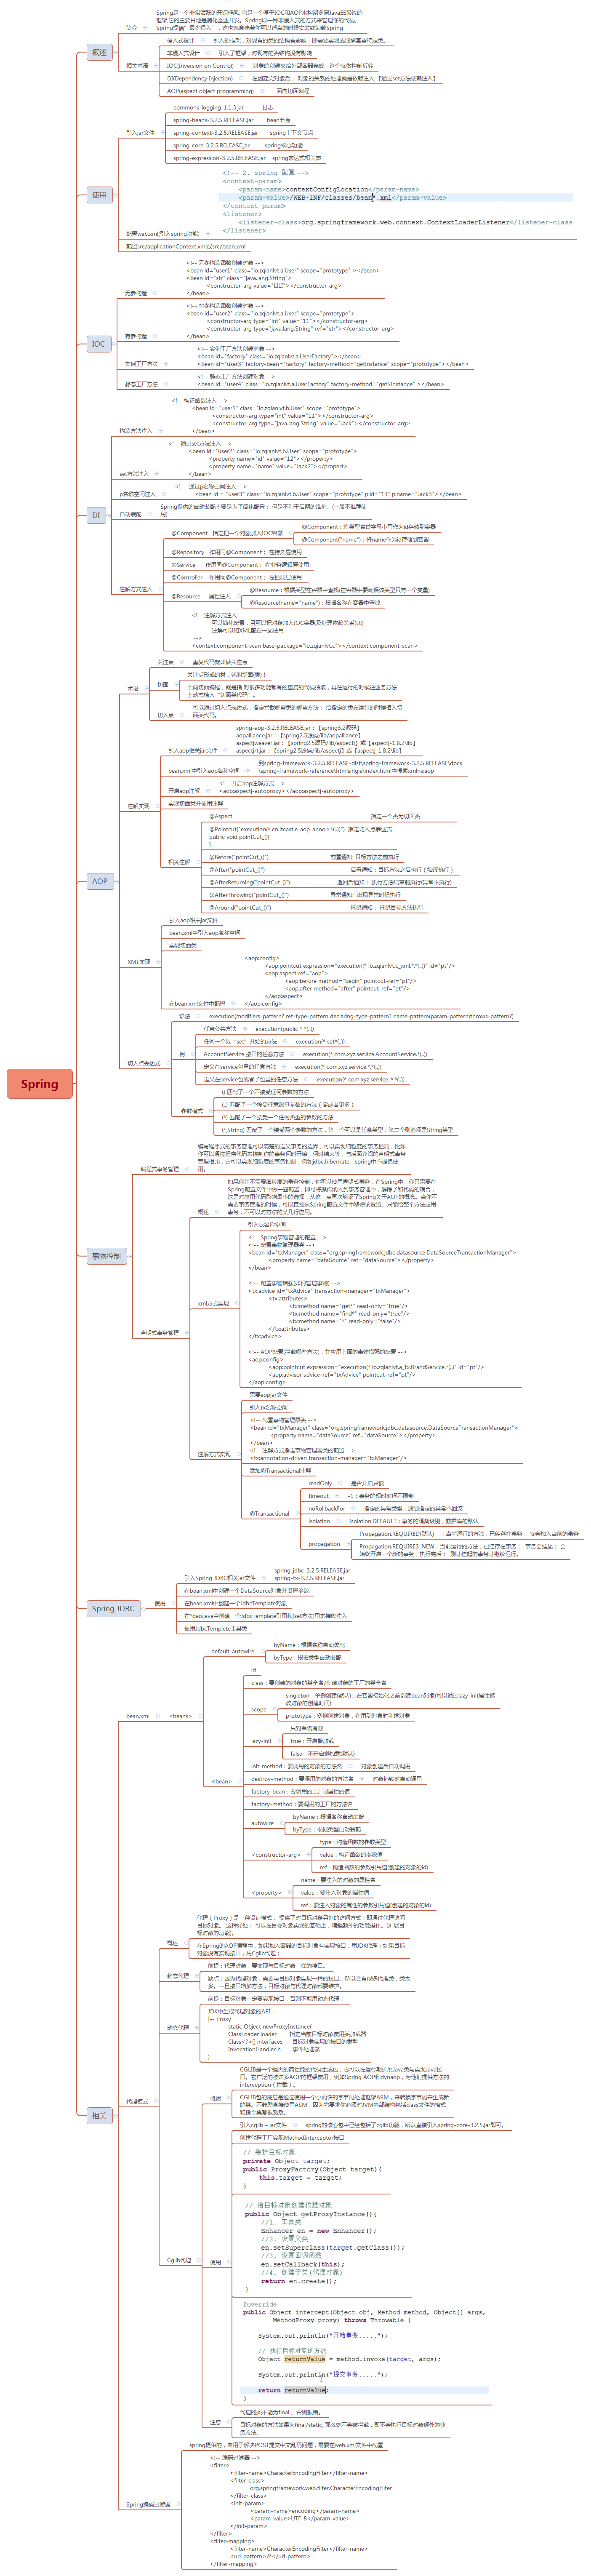 Spring
概述
简介
Spring是一个非常活跃的开源框架, 它是一个基于IOC和AOP来构架多层JavaEE系统的
框架,它的主要目地是简化企业开发。Spring以一种非侵入式的方式来管理你的代码,
Spring提倡”最少侵入”，这也就意味着你可以适当的时候安装或卸载Spring
相关术语
侵入式设计
引入的框架，对现有的类的结构有影响；即需要实现或继承某些特定类。
非侵入式设计
引入了框架，对现有的类结构没有影响
IOC(Inversion on Control)
对象的创建交给外部容器完成，这个就做控制反转
DI(Dependency Injection)
在创建完对象后， 对象的关系的处理就是依赖注入 【通过set方法依赖注入】
AOP(aspect object programming)
面向切面编程
使用
引入jar文件
commons-logging-1.1.3.jar 日志
spring-beans-3.2.5.RELEASE.jar bean节点
spring-context-3.2.5.RELEASE.jar spring上下文节点
spring-core-3.2.5.RELEASE.jar spring核心功能
spring-expression-3.2.5.RELEASE.jar spring表达式相关表
配置web.xml(引入spring功能)
<!-- 2. spring 配置 -->
<context-param>
<param-name>contextConfigLocation</param-name>
<param-value>/WEB-INF/classes/bean*.xml</param-value>
</context-param>
<listener>
<listener-class>org.springframework.web.context.ContextLoaderListener</listener-class
</listener>
配置src/applicationContext.xml或src/bean.xml
IOC
无参构造
<!-- 无参构造函数创建对象 -->
<bean id="user1" class="io.zqianlvt.a.User" scope="prototype" ></bean>
<bean id="str" class="java.lang.String">
<constructor-arg value="LILI2"></constructor-arg>
</bean>
有参构造
<!-- 有参构造函数创建对象 -->
<bean id="user2" class="io.zqianlvt.a.User" scope="prototype">
<constructor-arg type="int" value="11"></constructor-arg>
<constructor-arg type="java.lang.String" ref="str"></constructor-arg>
</bean>
实例工厂方法
<!-- 实例工厂方法创建对象 -->
<bean id="factory" class="io.zqianlvt.a.UserFactory"></bean>
<bean id="user3" factory-bean="factory" factory-method="getInstance" scope="prototype"></bean>
静态工厂方法
<!-- 静态工厂方法创建对象 -->
<bean id="user4" class="io.zqianlvt.a.UserFactory" factory-method="getSInstance" ></bean>
DI
构造方法注入
<!-- 构造函数注入 -->
<bean id="user1" class="io.zqianlvt.b.User" scope="prototype">
<constructor-arg type="int" value="11"></constructor-arg>
<constructor-arg type="java.lang.String" value="Jack"></constructor-arg>
</bean>
set方法注入
<!-- 通过set方法注入 -->
<bean id="user2" class="io.zqianlvt.b.User" scope="prototype">
<property name="id" value="12"></property>
<property name="name" value="Jack2"></propert>
</bean>
p名称空间注入
<!-- 通过p名称空间注入 -->
<bean id = "user3" class="io.zqianlvt.b.User" scope="prototype" p:id="13" p:name="Jack3"></bean>
自动装配
Spring提供的自动装配主要是为了简化配置； 但是不利于后期的维护。(一般不推荐使
用)
注解方式注入
@Component 指定把一个对象加入IOC容器
@Component：将类型名首字母小写作为id存储到容器
@Component("name")：将name作为id存储到容器
@Repository 作用同@Component； 在持久层使用
@Service 作用同@Component； 在业务逻辑层使用
@Controller 作用同@Component； 在控制层使用
@Resource 属性注入
@Resource：根据类型在容器中查找(在容器中要确保该类型只有一个变量)
@Resource(name="name")：根据名称在容器中查找
<!-- 注解方式注入
可以简化配置，且可以把对象加入IOC容器,及处理依赖关系(DI)
注解可以和XML配置一起使用
-->
<context:component-scan base-package="io.zqianlvt.c"></context:component-scan>
AOP
术语
关注点
重复代码就叫做关注点
切面
关注点形成的类，就叫切面(类)！
面向切面编程，就是指 对很多功能都有的重复的代码抽取，再在运行的时候往业务方法
上动态植入“切面类代码”。
切入点
可以通过切入点表达式，指定拦截哪些类的哪些方法； 给指定的类在运行的时候植入切
面类代码。
注解实现
引入aop相关jar文件
spring-aop-3.2.5.RELEASE.jar：【spring3.2源码】
aopalliance.jar：【spring2.5源码/lib/aopalliance】
aspectjweaver.jar：【spring2.5源码/lib/aspectj】或【aspectj-1.8.2\lib】
aspectjrt.jar：【spring2.5源码/lib/aspectj】或【aspectj-1.8.2\lib】
bean.xml中引入aop名称空间
到spring-framework-3.2.5.RELEASE-dist\spring-framework-3.2.5.RELEASE\docs
\spring-framework-reference\htmlsingle\index.html中搜索xmlns:aop
开启aop注解
<!-- 开启aop注解方式 -->
<aop:aspectj-autoproxy></aop:aspectj-autoproxy>
实现切面类并使用注解
相关注解
@Aspect 指定一个类为切面类
@Pointcut("execution(* cn.itcast.e_aop_anno.*.*(..))") 指定切入点表达式
public void pointCut_(){
}
@Before("pointCut_()") 前置通知: 目标方法之前执行
@After("pointCut_()") 后置通知：目标方法之后执行（始终执行）
@AfterReturning("pointCut_()") 返回后通知： 执行方法结束前执行(异常不执行)
@AfterThrowing("pointCut_()") 异常通知: 出现异常时候执行
@Around("pointCut_()") 环绕通知： 环绕目标方法执行
XML实现
引入aop相关jar文件
bean.xml中引入aop名称空间
实现切面类
在bean.xml文件中配置
<aop:config>
<aop:pointcut expression="execution(* io.zqianlvt.c_xml.*.*(..))" id="pt"/>
<aop:aspect ref="aop">
<aop:before method="begin" pointcut-ref="pt"/>
<aop:after method="after" pointcut-ref="pt"/>
</aop:aspect>
</aop:config>
切入点表达式
语法
execution(modifiers-pattern? ret-type-pattern declaring-type-pattern? name-pattern(param-pattern)throws-pattern?)
例
任意公共方法
execution(public * *(..))
任何一个以“set”开始的方法
execution(* set*(..))
AccountService 接口的任意方法
execution(* com.xyz.service.AccountService.*(..))
定义在service包里的任意方法
execution(* com.xyz.service.*.*(..))
定义在service包或者子包里的任意方法
execution(* com.xyz.service..*.*(..))
参数模式
() 匹配了一个不接受任何参数的方法
(..) 匹配了一个接受任意数量参数的方法（零或者更多）
(*) 匹配了一个接受一个任何类型的参数的方法
(*,String) 匹配了一个接受两个参数的方法，第一个可以是任意类型，第二个则必须是String类型
事物控制
编程式事务管理
编写程序式的事务管理可以清楚的定义事务的边界，可以实现细粒度的事务控制，比如
你可以通过程序代码来控制你的事务何时开始，何时结束等，与后面介绍的声明式事务
管理相比，它可以实现细粒度的事务控制，例如jdbc,hibernate，spring中不提倡使
用。
声明式事务管理
概述
如果你并不需要细粒度的事务控制，你可以使用声明式事务，在Spring中，你只需要在
Spring配置文件中做一些配置，即可将操作纳入到事务管理中，解除了和代码的耦合，
这是对应用代码影响最小的选择，从这一点再次验证了Spring关于AOP的概念。当你不
需要事务管理的时候，可以直接从Spring配置文件中移除该设置。只能给整个方法应用
事务，不可以对方法的某几行应用。
xml方式实现
引入tx名称空间
<!-- Spring事物管理的配置 -->
<!-- 配置事物管理器类 -->
<bean id="txManager" class="org.springframework.jdbc.datasource.DataSourceTransactionManager">
<property name="dataSource" ref="dataSource"></property>
</bean>
<!-- 配置事物增强(如何管理事物) -->
<tx:advice id="txAdvice" transaction-manager="txManager">
<tx:attributes>
<tx:method name="get*" read-only="true"/>
<tx:method name="find*" read-only="true"/>
<tx:method name="*" read-only="false"/>
</tx:attributes>
</tx:advice>
<!-- AOP配置(拦截哪些方法)，并应用上面的事物增强的配置 -->
<aop:config>
<aop:pointcut expression="execution(* io.zqianlvt.a_tx.BrandService.*(..)" id="pt"/>
<aop:advisor advice-ref="txAdvice" pointcut-ref="pt"/>
</aop:config>
注解方式实现
需要aopjar文件
引入tx名称空间
<!-- 配置事物管理器类 -->
<bean id="txManager" class="org.springframework.jdbc.datasource.DataSourceTransactionManager">
<property name="dataSource" ref="dataSource"></property>
</bean>
<!-- 注解方式指定事物管理器类的配置 -->
<tx:annotation-driven transaction-manager="txManager"/>
添加@Transactional注解
@Transactional
readOnly
是否开启只读
timeout
-1：事务的超时时间不限制
noRollbackFor
指定的异常类型：遇到指定的异常不回滚
isolation
Isolation.DEFAULT：事务的隔离级别，数据库的默认
propagation
Propagation.REQUIRED(默认) ：当前运行的方法，已经存在事务， 就会加入当前的事务
Propagation.REQUIRES_NEW：当前运行的方法，已经存在事务： 事务会挂起； 会
始终开启一个新的事务，执行完后； 刚才挂起的事务才继续运行。
Spring JDBC
使用
引入Spring JDBC相关jar文件
spring-jdbc-3.2.5.RELEASE.jar
spring-tx-3.2.5.RELEASE.jar
在bean.xml中创建一个DataSource对象并设置参数
在bean.xml中创建一个JdbcTemplate对象
在*dao.java中创建一个JdbcTemplate引用和(set方法)用来接收注入
使用JdbcTemplete工具类
相关
bean.xml
<beans>
default-autowire
byName：根据名称自动装配
byType：根据类型自动装配
<bean>
id
class：要创建的对象的类全名/创建对象的工厂的类全名
scope
singleton：单例创建(默认)，在容器初始化之前创建bean对象(可以通过lazy-init属性修
改对象的创建时间)
prototype：多例创建对象，在用到对象时创建对象
lazy-init
只对单例有效
true：开启懒加载
false：不开启懒加载(默认)
init-method：要调用的对象的方法名
对象创建后自动调用
destroy-method：要调用的对象的方法名
对象销毁时自动调用
factory-bean：要调用的工厂id属性的值
factory-method：要调用的工厂的方法名
autowire
byName：根据名称自动装配
byType：根据类型自动装配
<constructor-arg>
type：构造函数的参数类型
value：构造函数的参数值
ref：构造函数的参数引用值(创建的对象的id)
<property>
name：要注入的对象的属性名
value：要注入对象的属性值
ref：要注入对象的属性的参数引用值(创建的对象的id)
代理模式
概述
代理（Proxy）是一种设计模式， 提供了对目标对象另外的访问方式；即通过代理访问
目标对象。 这样好处： 可以在目标对象实现的基础上，增强额外的功能操作。(扩展目
标对象的功能)。
在Spring的AOP编程中，如果加入容器的目标对象有实现接口，用JDK代理；如果目标
对象没有实现接口，用Cglib代理；
静态代理
前提：代理对象，要实现与目标对象一样的接口。
缺点：因为代理对象，需要与目标对象实现一样的接口。所以会有很多代理类，类太
多。一旦接口增加方法，目标对象与代理对象都要维护。
动态代理
前提：目标对象一定要实现接口，否则不能用动态代理！
JDK中生成代理对象的API：
|-- Proxy
static Object newProxyInstance(
ClassLoader loader, 指定当前目标对象使用类加载器
Class<?>[] interfaces, 目标对象实现的接口的类型
InvocationHandler h 事件处理器
)
Cglib代理
概述
CGLIB是一个强大的高性能的代码生成包，它可以在运行期扩展Java类与实现Java接
口。它广泛的被许多AOP的框架使用，例如Spring AOP和dynaop，为他们提供方法的
interception（拦截）。
CGLIB包的底层是通过使用一个小而快的字节码处理框架ASM，来转换字节码并生成新
的类。不鼓励直接使用ASM，因为它要求你必须对JVM内部结构包括class文件的格式
和指令集都很熟悉。
使用
引入cglib – jar文件
spring的核心包中已经包括了cglib功能，所以直接引入spring-core-3.2.5.jar即可。
创建代理工厂实现MethodInterceptor接口
// 维护目标对象
private Object target;
public ProxyFactory(Object target){
this.target = target;
}
// 给目标对象创建代理对象
public Object getProxyInstance(){
//1. 工具类
Enhancer en = new Enhancer();
//2. 设置父类
en.setSuperclass(target.getClass());
//3. 设置回调函数
en.setCallback(this);
//4. 创建子类(代理对象)
return en.create();
}
@Override
public Object intercept(Object obj, Method method, Object[] args,
MethodProxy proxy) throws Throwable {
System.out.println("开始事务.....");
// 执行目标对象的方法
Object returnValue = method.invoke(target, args);
System.out.println("提交事务.....");
return returnValue;
}
注意
代理的类不能为final， 否则报错。
目标对象的方法如果为final/static, 那么就不会被拦截，即不会执行目标对象额外的业
务方法。
Spring编码过滤器
spring提供的，专用于解决POST提交中文乱码问题，需要在web.xml文件中配置
<!-- 编码过滤器 -->
<filter>
<filter-name>CharacterEncodingFilter</filter-name>
<filter-class>
org.springframework.web.filter.CharacterEncodingFilter
</filter-class>
<init-param>
<param-name>encoding</param-name>
<param-value>UTF-8</param-value>
</init-param>
</filter>
<filter-mapping>
<filter-name>CharacterEncodingFilter</filter-name>
<url-pattern>/*</url-pattern>
</filter-mapping>